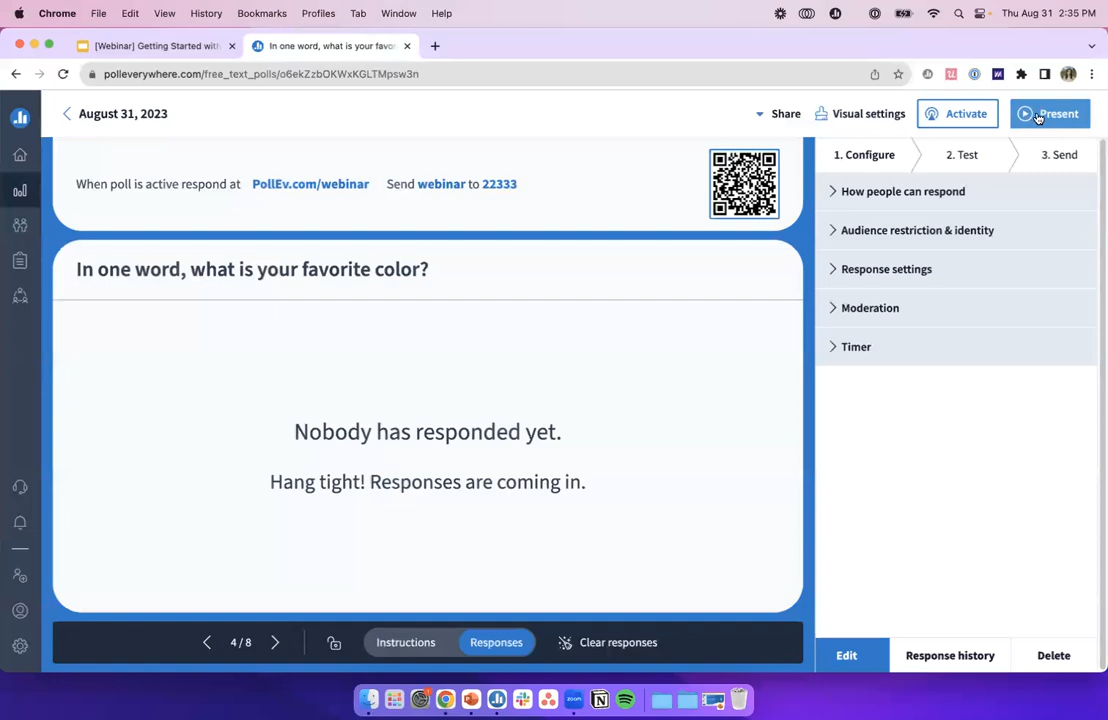 Chrome File Edit View History Bookmarks Profiles Tab Window Help Thu Aug 31 2:35 PM
[Webinar] Getting Started with In one word, what is your favor
polleverywhere.com/free_text_polls/o6ekZzbOKWxKGLTMpsw3n
August 31, 2023 Share Visual settings Activate Present
1. Configure 2. Test 3. Send
When poll is active respond at PollEv.com/webinar Send webinar to 22333
How people can respond
Audience restriction & identity
In one word, what is your favorite color?
Response settings
Moderation
Timer
Nobody has responded yet.
Hang tight! Responses are coming in.
4 / 8 Instructions Responses Clear responses
Edit Response history Delete